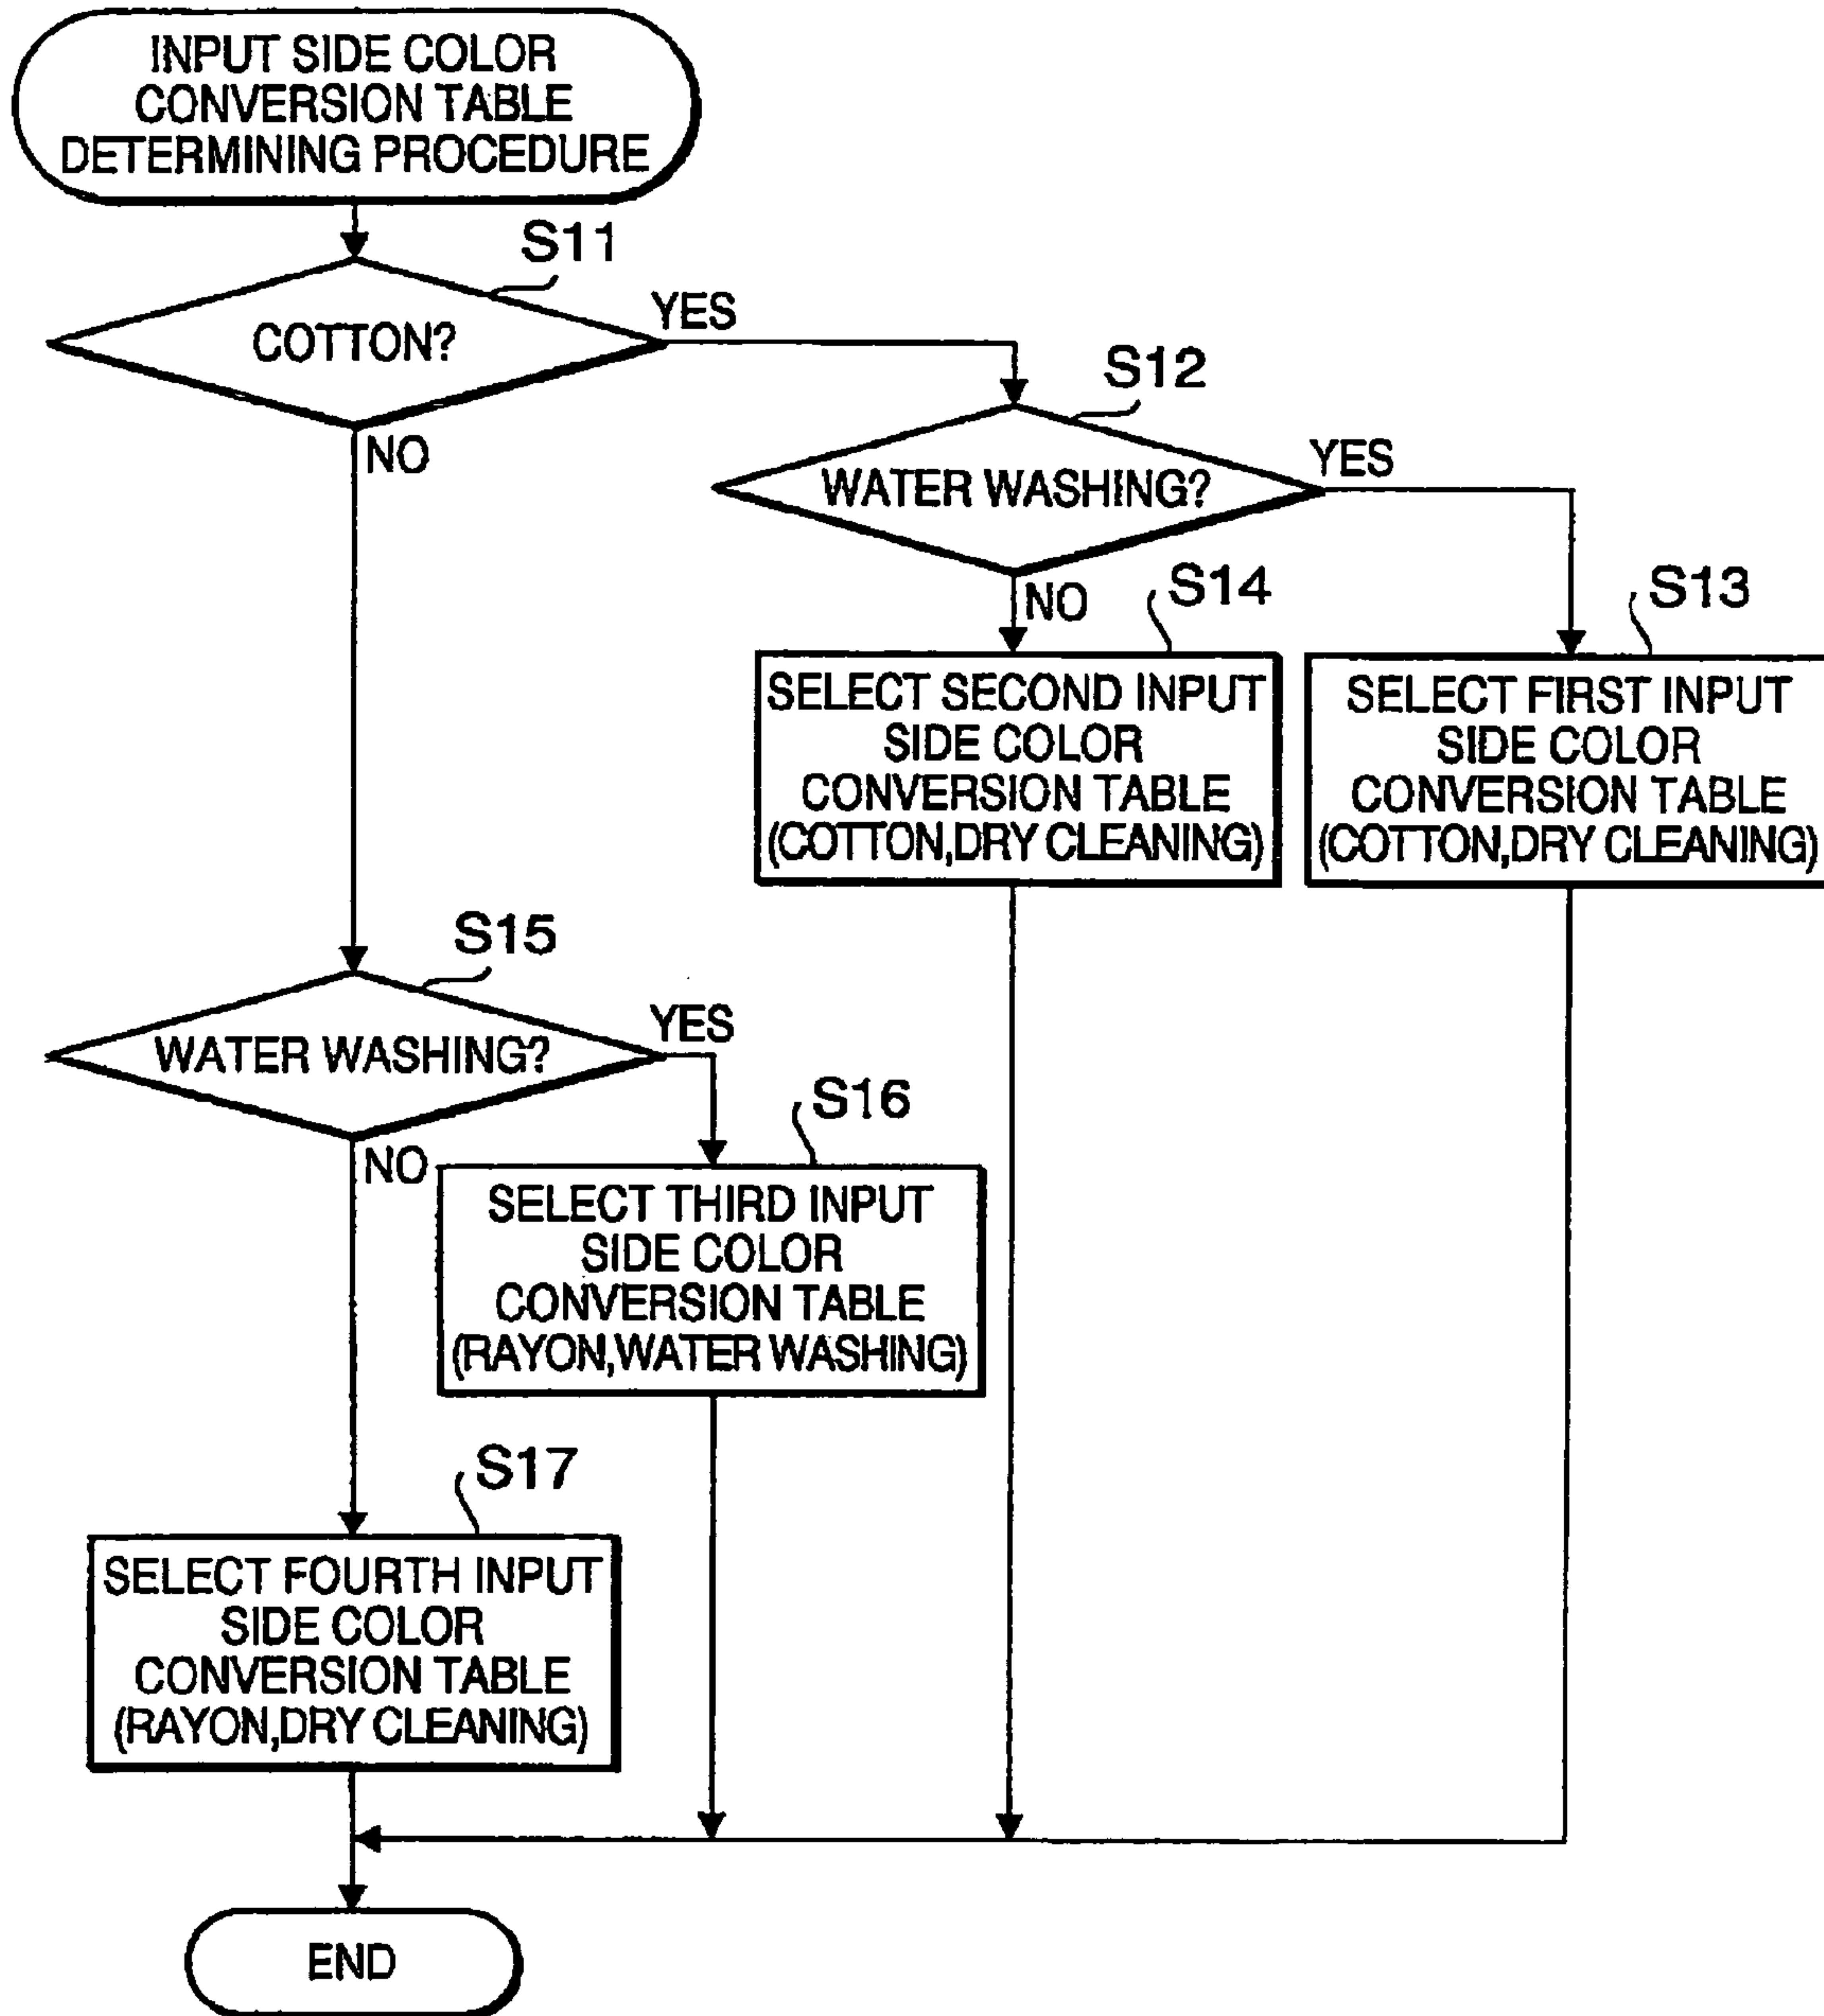 INPUT SIDE COLOR
CONVERSION TABLE
DETERMINING PROCEDURE
S11
COTTON?
YES
NO
S12
WATER WASHING?
YES
NO
S14
SELECT SECOND INPUT
SIDE COLOR
CONVERSION TABLE
(COTTON,DRY CLEANING)
S13
SELECT FIRST INPUT
SIDE COLOR
CONVERSION TABLE
(COTTON,DRY CLEANING)
S15
WATER WASHING?
YES
NO
S16
SELECT THIRD INPUT
SIDE COLOR
CONVERSION TABLE
(RAYON,WATER WASHING)
S17
SELECT FOURTH INPUT
SIDE COLOR
CONVERSION TABLE
(RAYON,DRY CLEANING)
END